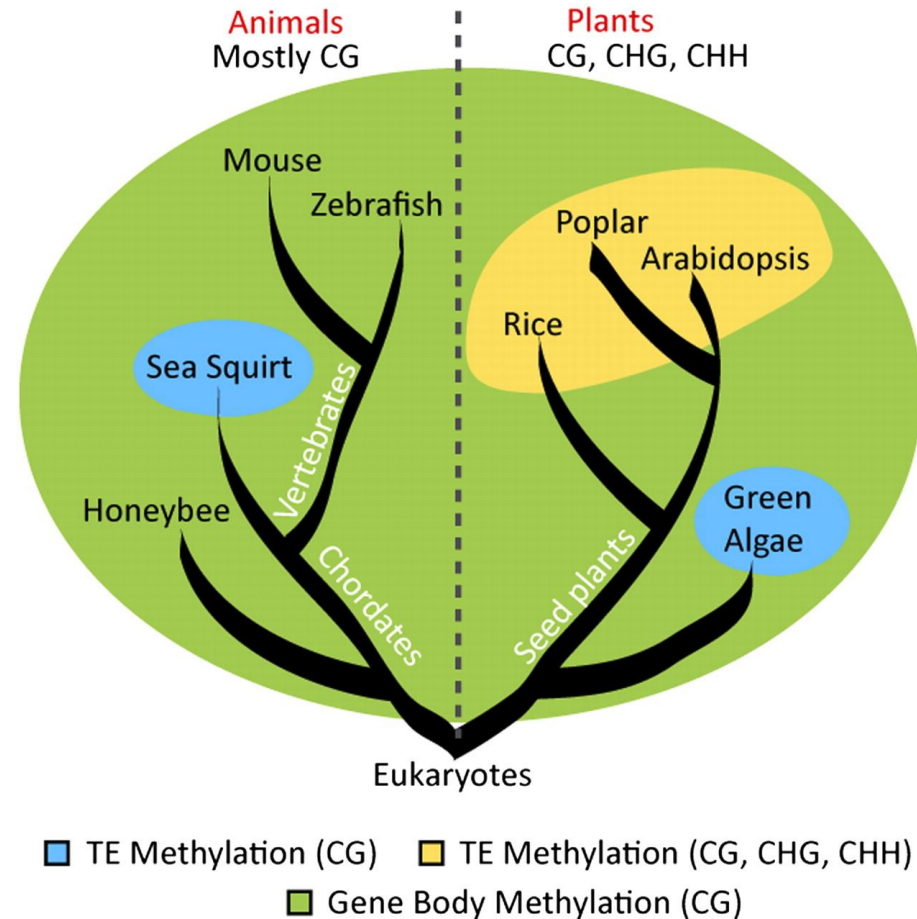 Animals
Mostly CG
Plants
CG, CHG, CHH
Mouse
Zebrafish
Poplar
Arabidopsis
Rice
Sea Squirt
Vertebrates
Honeybee
Green
Algae
Chordates
Seed plants
Eukaryotes
TE Methylation (CG)
TE Methylation (CG, CHG, CHH)
Gene Body Methylation (CG)